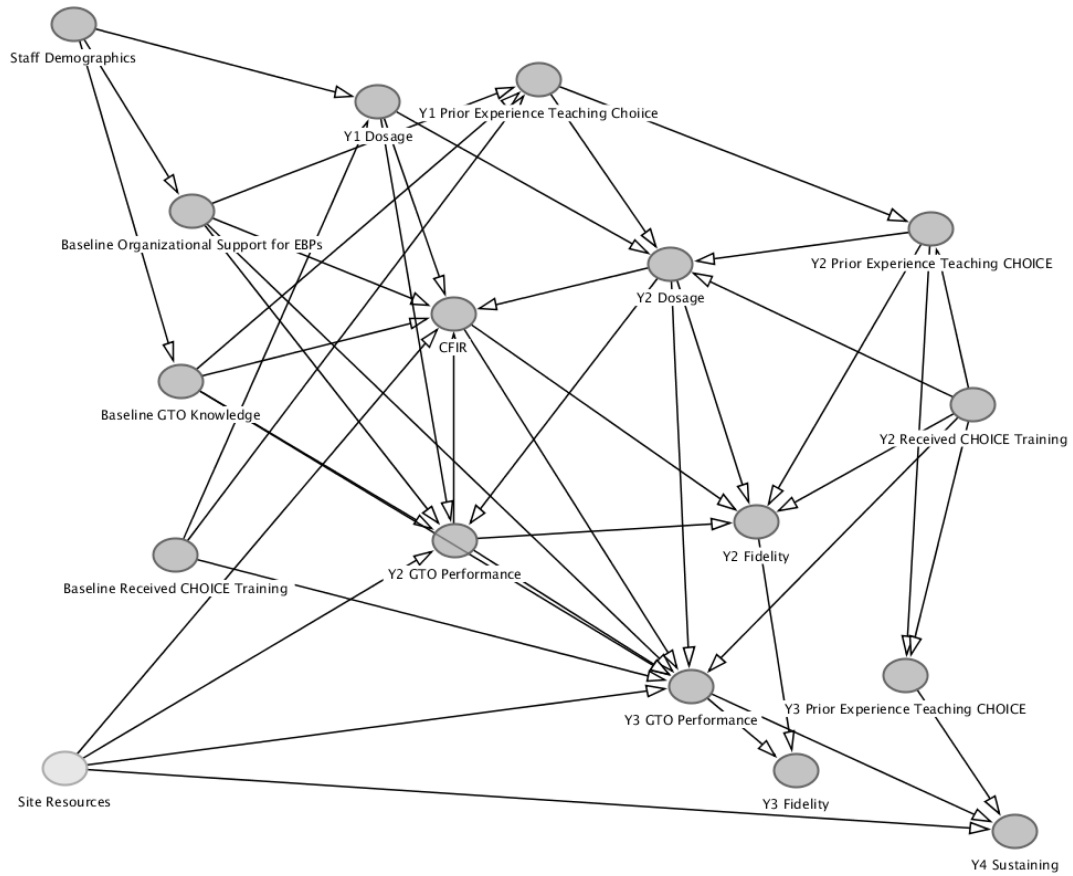 Staff Demographics
Y1 Prior Experience Teaching Choiice
Y1 Dosage
Baseline Organizational Support for EBPs
Y2 Prior Experience Teaching CHOICE
Y2 Dosage
CFIR
Baseline GTO Knowledge
Y2 Received CHOICE Training
Y2 Fidelity
Y2 GTO Performance
Baseline Received CHOICE Training
Y3 Prior Experience Teaching CHOICE
Y3 GTO Performance
Site Resources
Y3 Fidelity
Y4 Sustaining